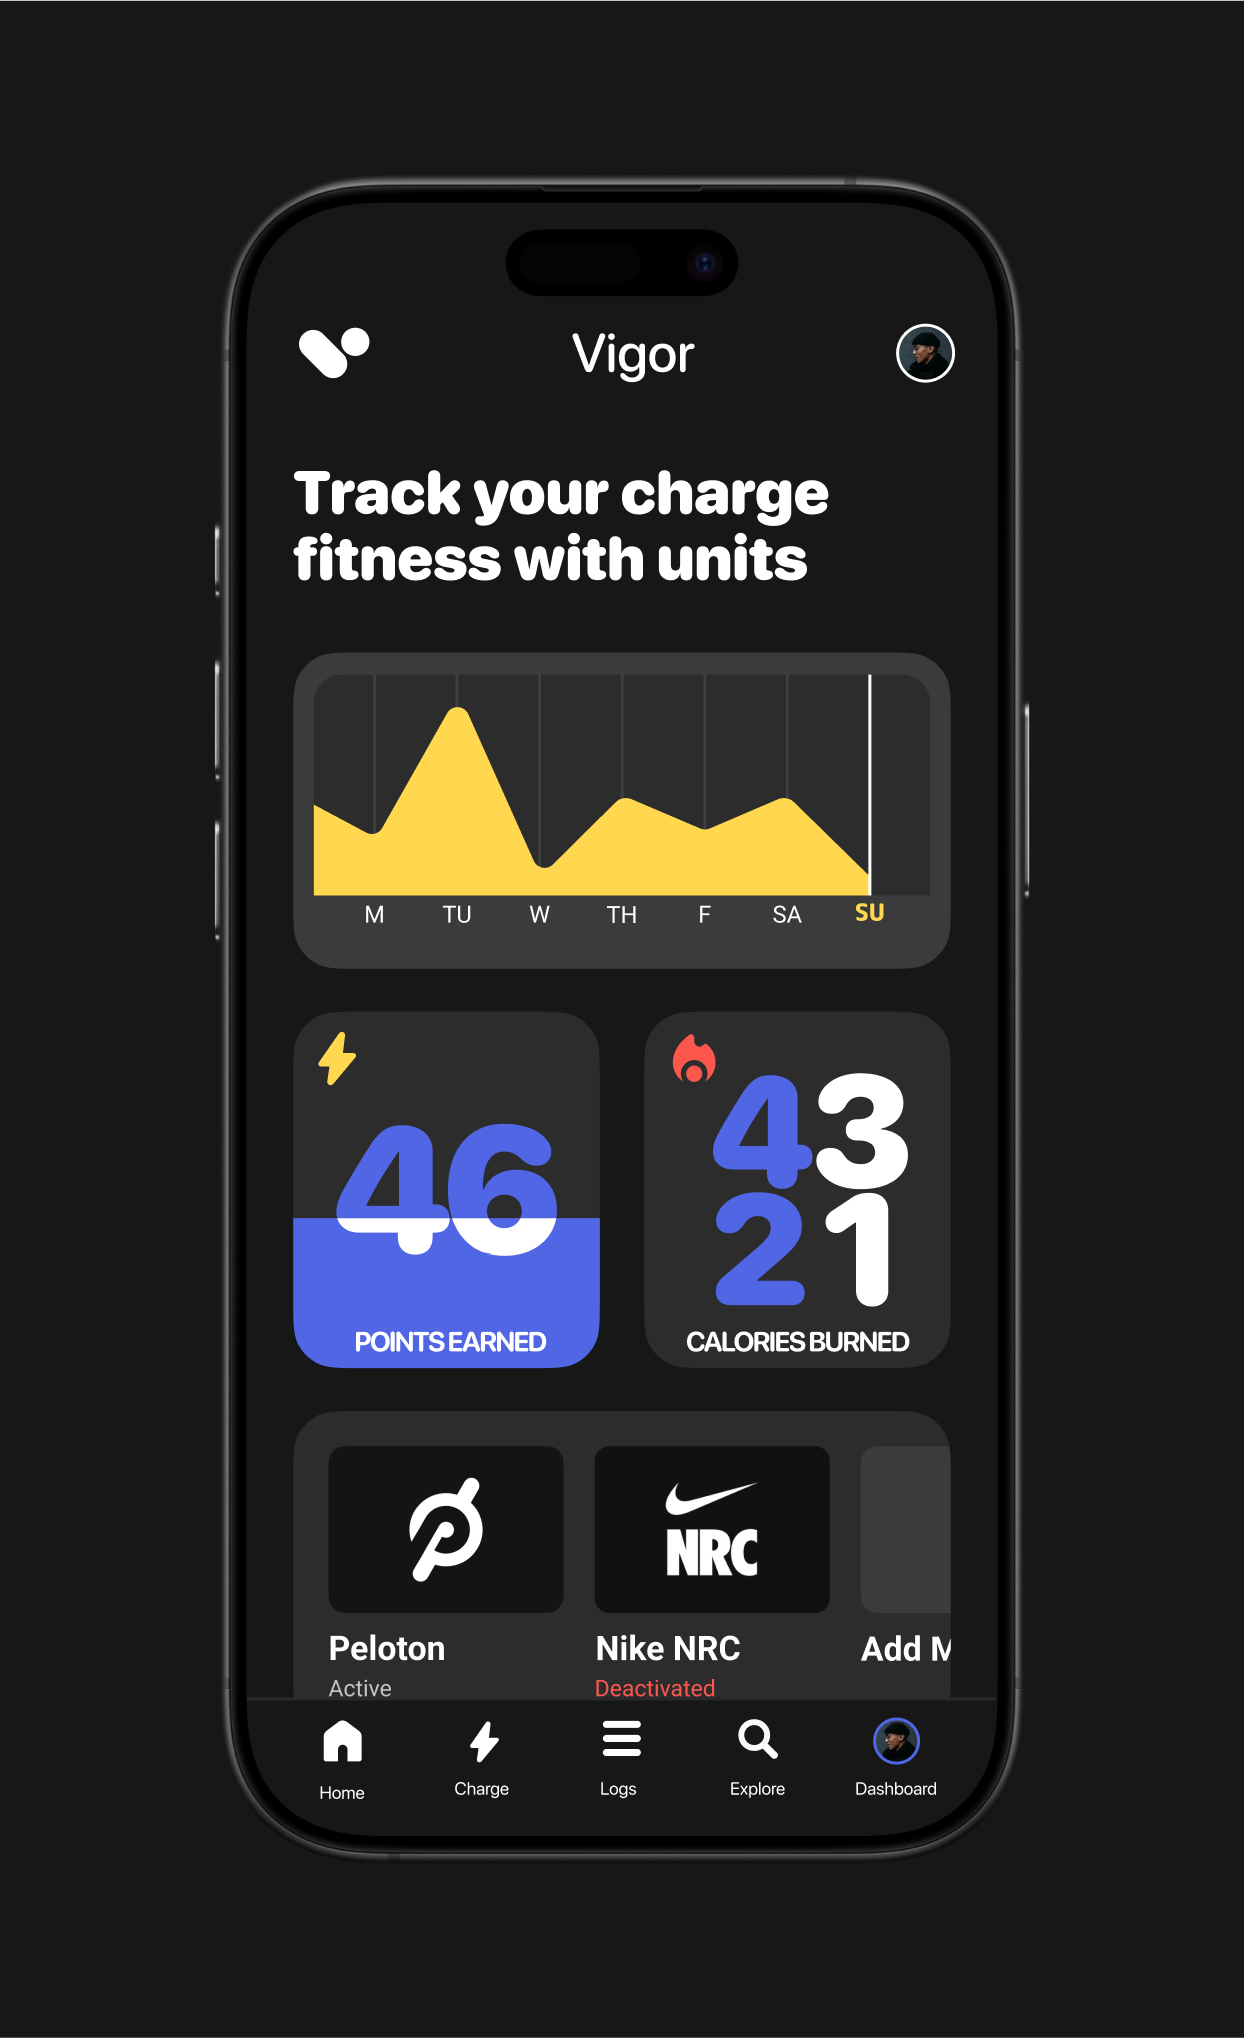 Vigor
Track your charge
fitness with units
M TU W TH F SA SU
46
POINTS EARNED
43
21
CALORIES BURNED
NRC
Peloton
Active
Nike NRC
Deactivated
Add M
Home
Charge
Logs
Explore
Dashboard